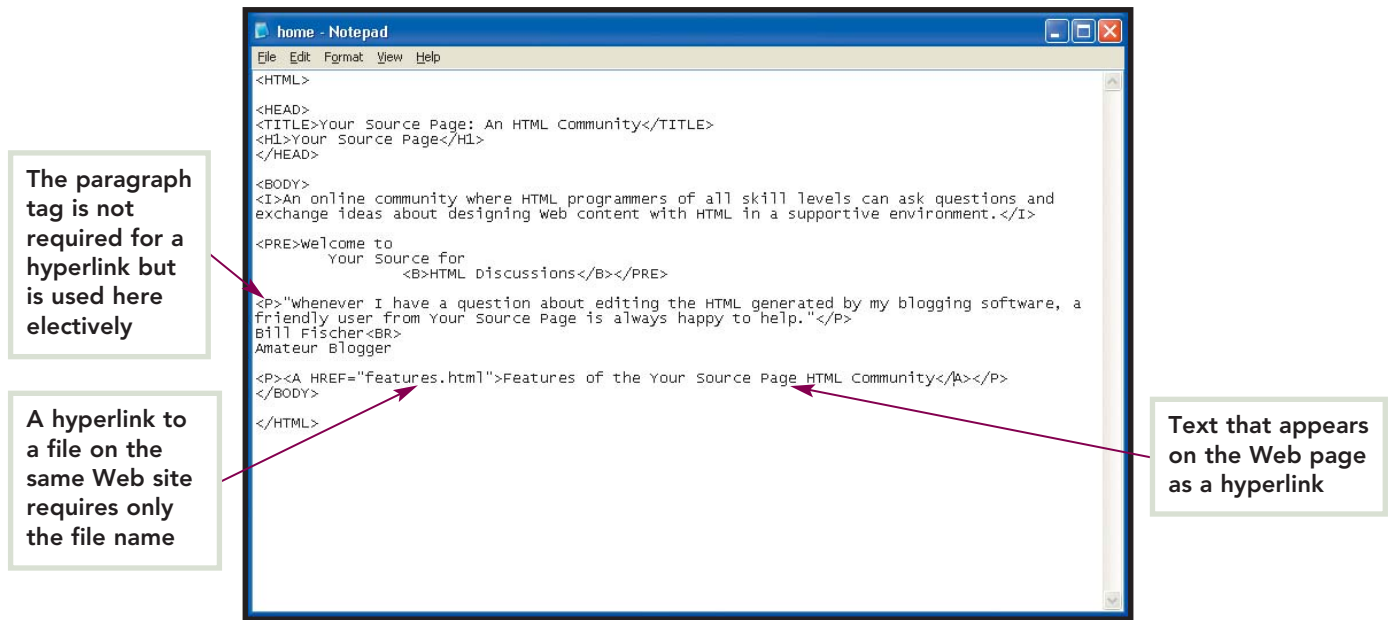 home - Notepad
File Edit Format View Help
<HTML>
<HEAD>
<TITLE>Your Source Page: An HTML Community</TITLE>
<H1>Your Source Page</H1>
</HEAD>
<BODY>
<I>An online community where HTML programmers of all skill levels can ask questions and
exchange ideas about designing Web content with HTML in a supportive environment.</I>
<PRE>Welcome to
Your Source for
<B>HTML Discussions</B></PRE>
<P>"Whenever I have a question about editing the HTML generated by my blogging software, a
friendly user from Your Source Page is always happy to help."</P>
Bill Fischer<BR>
Amateur Blogger
<P><A HREF="features.html">Features of the Your Source Page HTML Community</A></P>
</BODY>
</HTML>
The paragraph
tag is not
required for a
hyperlink but
is used here
electively
A hyperlink to
a file on the
same Web site
requires only
the file name
Text that appears
on the Web page
as a hyperlink